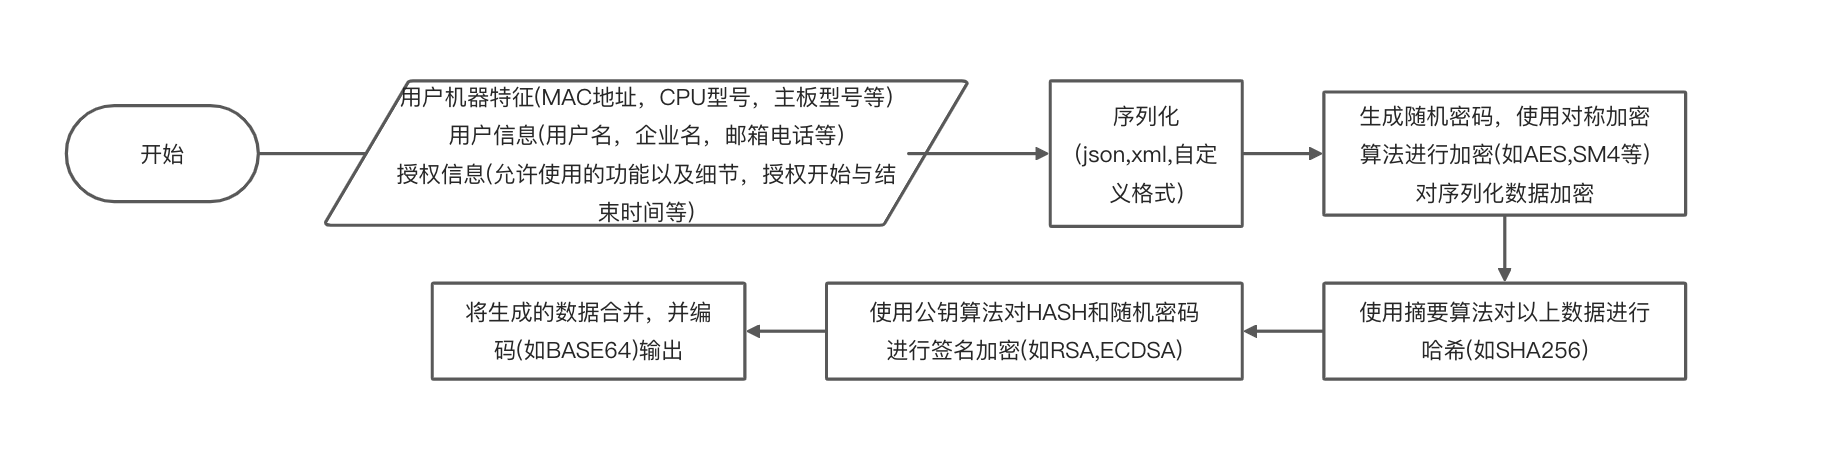 开始
用户机器特征(MAC地址，CPU型号，主板型号等)
用户信息(用户名，企业名，邮箱电话等)
授权信息(允许使用的功能以及细节，授权开始与结
束时间等)
序列化
(json,xml,自定
义格式)
生成随机密码，使用对称加密
算法进行加密(如AES,SM4等)
对序列化数据加密
使用摘要算法对以上数据进行
哈希(如SHA256)
使用公钥算法对HASH和随机密码
进行签名加密(如RSA,ECDSA)
将生成的数据合并，并编
码(如BASE64)输出